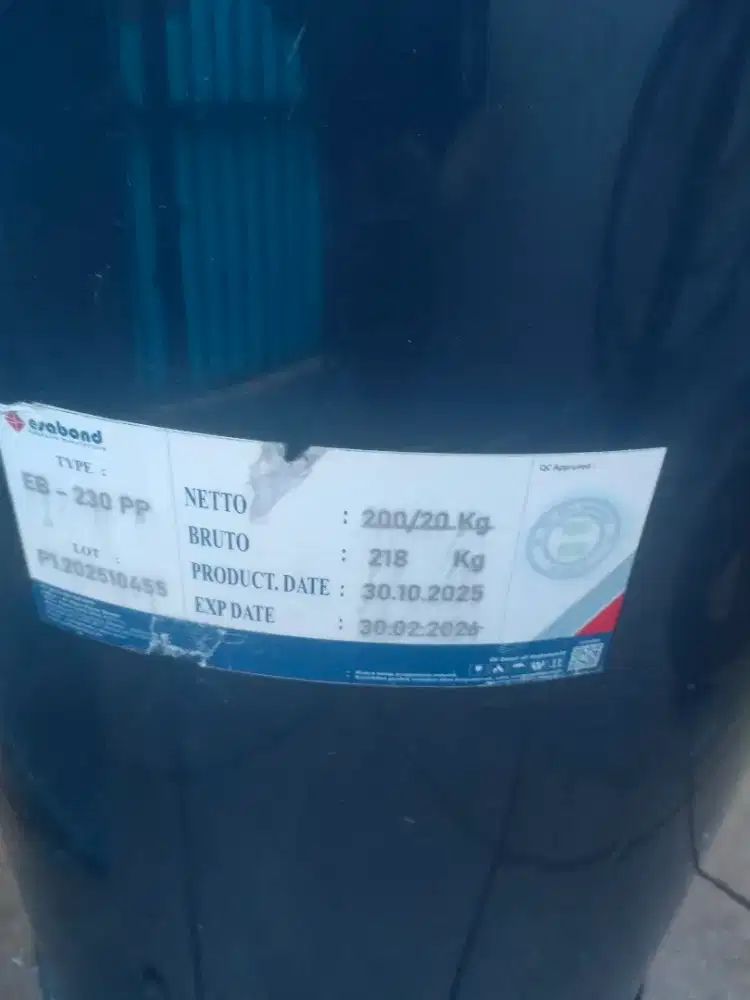 esabond
TYPE :
EB - 230 PP
LOT :
P1.202510455
NETTO : 200/20 Kg
BRUTO : 218 Kg
PRODUCT. DATE : 30.10.2025
EXP DATE : 30.02.2026
QC Approved :